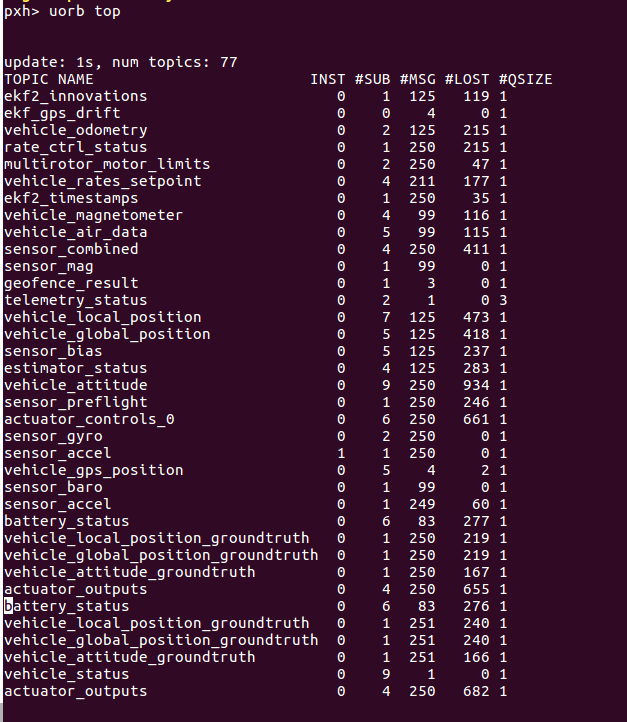 pxh> uorb top
update: 1s, num topics: 77
TOPIC NAME INST #SUB #MSG #LOST #QSIZE
ekf2_innovations 0 1 125 119 1
ekf_gps_drift 0 0 4 0 1
vehicle_odometry 0 2 125 215 1
rate_ctrl_status 0 1 250 215 1
multirotor_motor_limits 0 2 250 47 1
vehicle_rates_setpoint 0 4 211 177 1
ekf2_timestamps 0 1 250 35 1
vehicle_magnetometer 0 4 99 116 1
vehicle_air_data 0 5 99 115 1
sensor_combined 0 4 250 411 1
sensor_mag 0 1 99 0 1
geofence_result 0 1 3 0 1
telemetry_status 0 2 1 0 3
vehicle_local_position 0 7 125 473 1
vehicle_global_position 0 5 125 418 1
sensor_bias 0 5 125 237 1
estimator_status 0 4 125 283 1
vehicle_attitude 0 9 250 934 1
sensor_preflight 0 1 250 246 1
actuator_controls_0 0 6 250 661 1
sensor_gyro 0 2 250 0 1
sensor_accel 1 1 250 0 1
vehicle_gps_position 0 5 4 2 1
sensor_baro 0 1 99 0 1
sensor_accel 0 1 249 60 1
battery_status 0 6 83 277 1
vehicle_local_position_groundtruth 0 1 250 219 1
vehicle_global_position_groundtruth 0 1 250 219 1
vehicle_attitude_groundtruth 0 1 250 167 1
actuator_outputs 0 4 250 655 1
battery_status 0 6 83 276 1
vehicle_local_position_groundtruth 0 1 251 240 1
vehicle_global_position_groundtruth 0 1 251 240 1
vehicle_attitude_groundtruth 0 1 251 166 1
vehicle_status 0 9 1 0 1
actuator_outputs 0 4 250 682 1